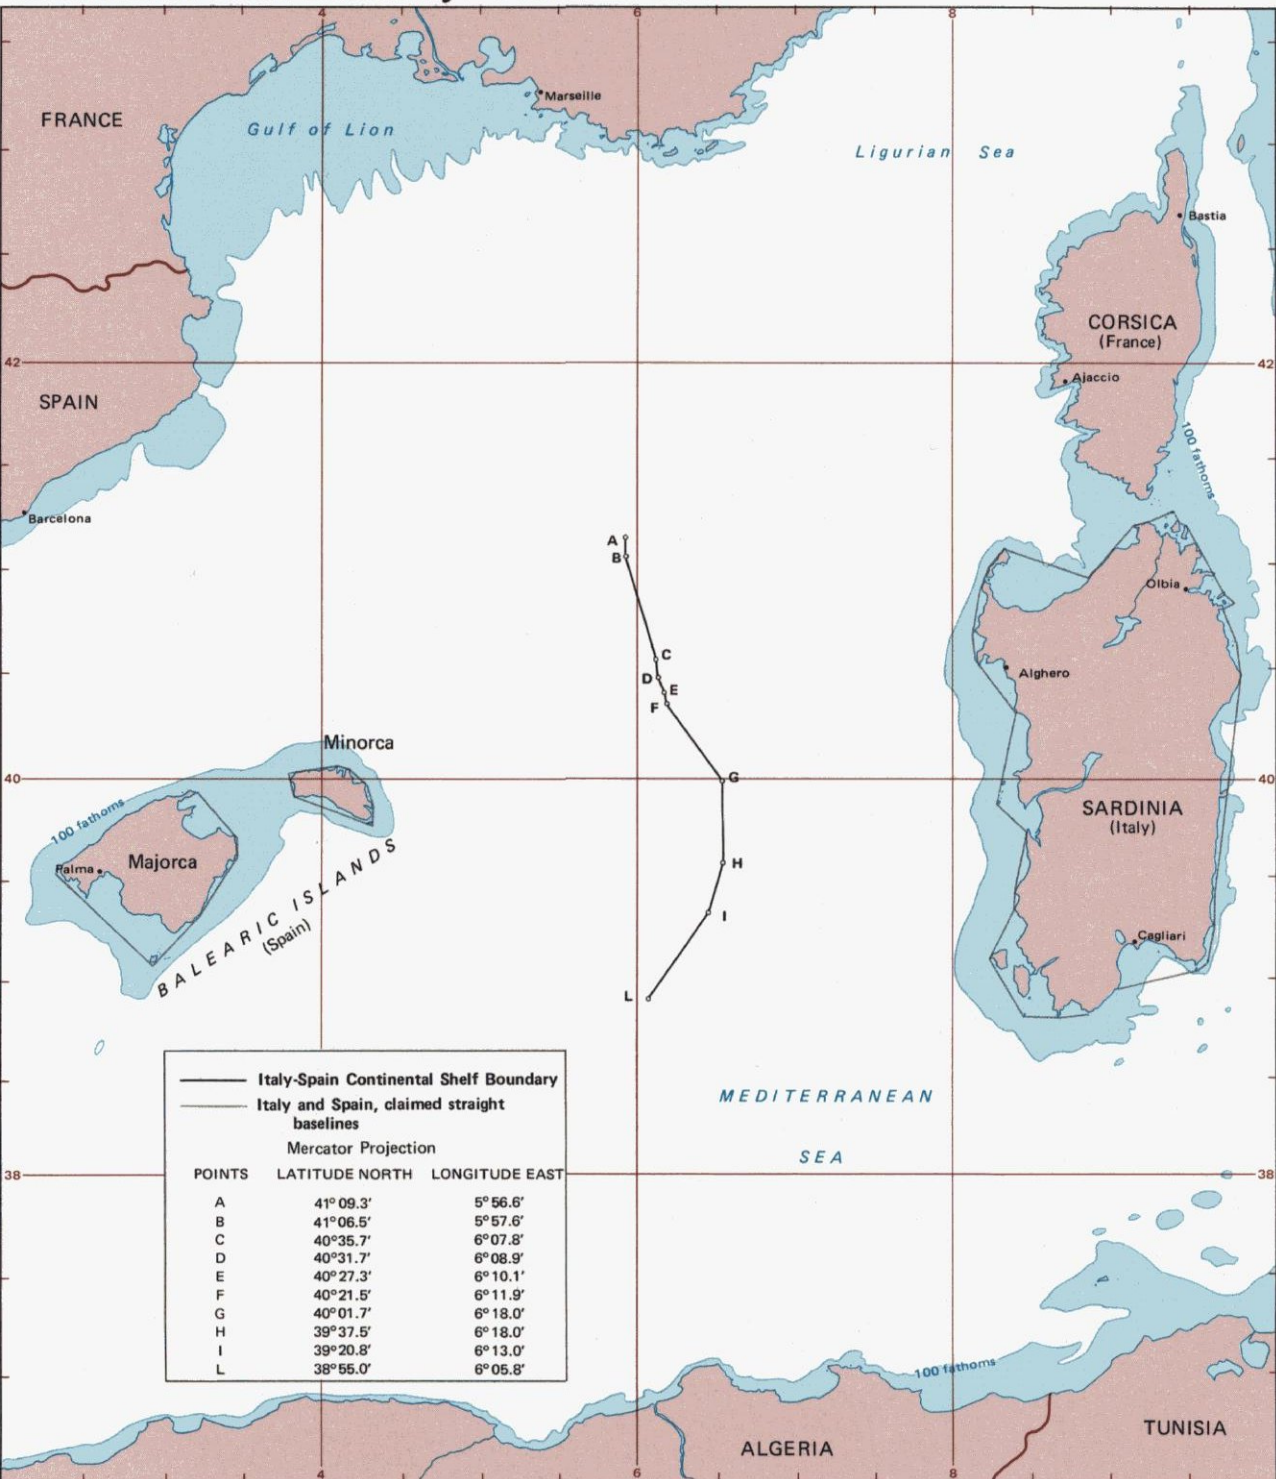 4 6 8
FRANCE
Marseille
Gulf of Lion
Ligurian Sea
Bastia
CORSICA
(France)
42 42
Ajaccio
SPAIN
100 fathoms
Barcelona
A
B
Olbia
C
Alghero
D
E
F
Minorca
40 G 40
100 fathoms
SARDINIA
(Italy)
Palma
Majorca
H
BALEARIC ISLANDS
(Spain)
I
Cagliari
L
Italy-Spain Continental Shelf Boundary
Italy and Spain, claimed straight
baselines
Mercator Projection
MEDITERRANEAN
SEA
38 38
POINTS LATITUDE NORTH LONGITUDE EAST
A 41° 09.3′ 5° 56.6′
B 41° 06.5′ 5° 57.6′
C 40° 35.7′ 6° 07.8′
D 40° 31.7′ 6° 08.9′
E 40° 27.3′ 6° 10.1′
F 40° 21.5′ 6° 11.9′
G 40° 01.7′ 6° 18.0′
H 39° 37.5′ 6° 18.0′
I 39° 20.8′ 6° 13.0′
L 38° 55.0′ 6° 05.8′
100 fathoms
TUNISIA
ALGERIA
4 6 8